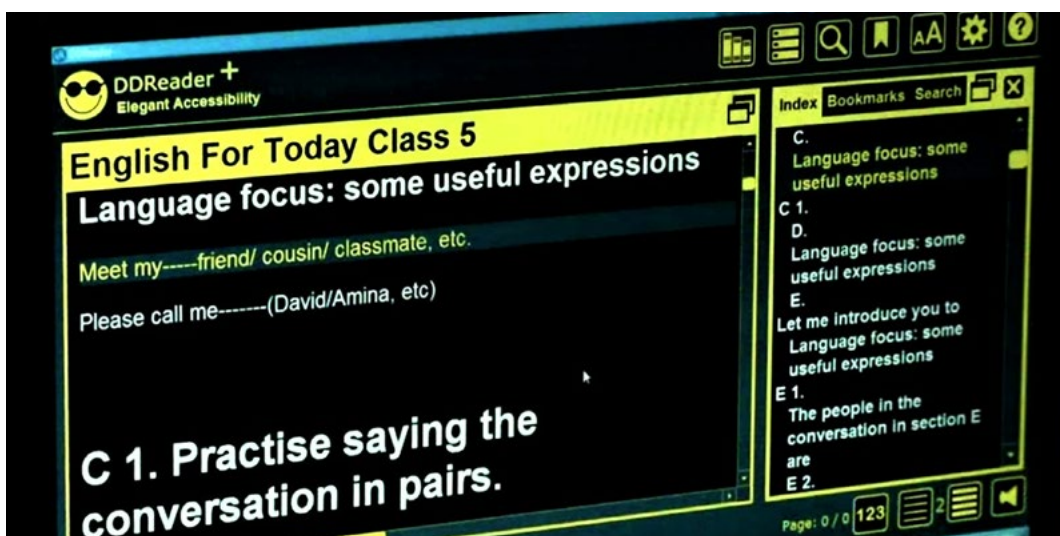 DDReader +
Elegant Accessibility
AA
?
English For Today Class 5
Language focus: some useful expressions
Meet my-----friend/ cousin/ classmate, etc.
Please call me-------(David/Amina, etc)
C 1. Practise saying the
conversation in pairs.
Index Bookmarks Search
C.
Language focus: some
useful expressions
C 1.
D.
Language focus: some
useful expressions
E.
Let me introduce you to
Language focus: some
useful expressions
E 1.
The people in the
conversation in section E
are
E 2.
Page: 0 / 0 123 2